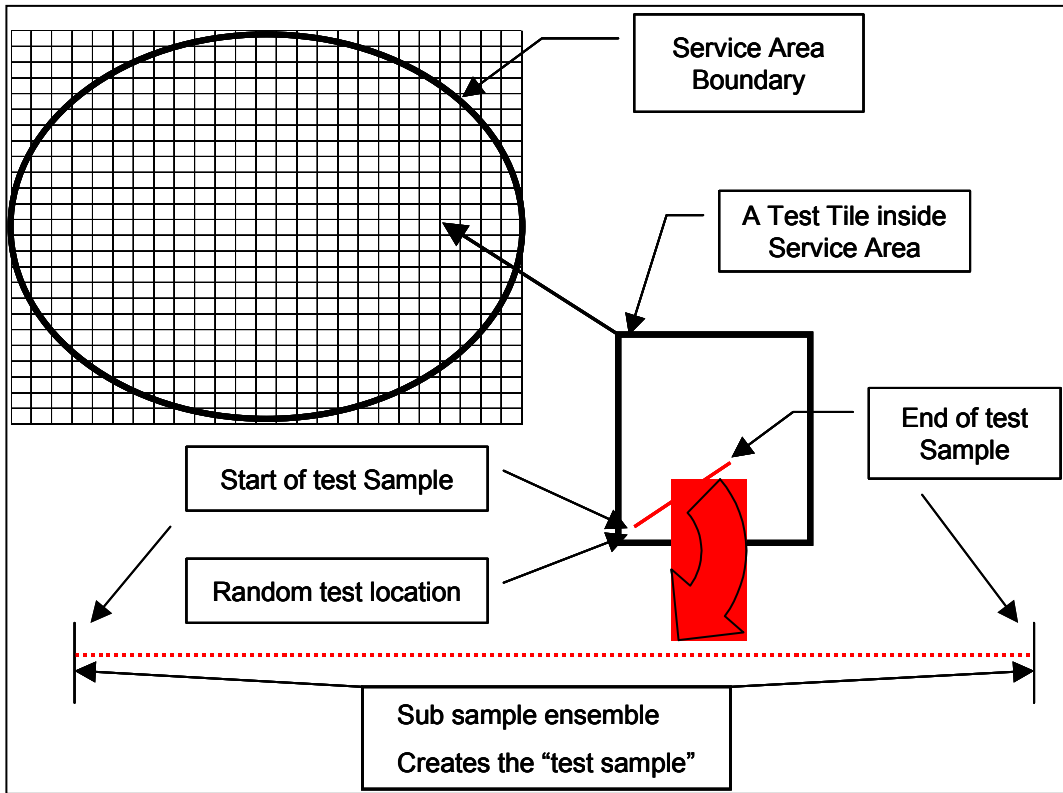 Service Area
Boundary
A Test Tile inside
Service Area
End of test
Sample
Start of test Sample
Random test location
Sub sample ensemble
Creates the “test sample”